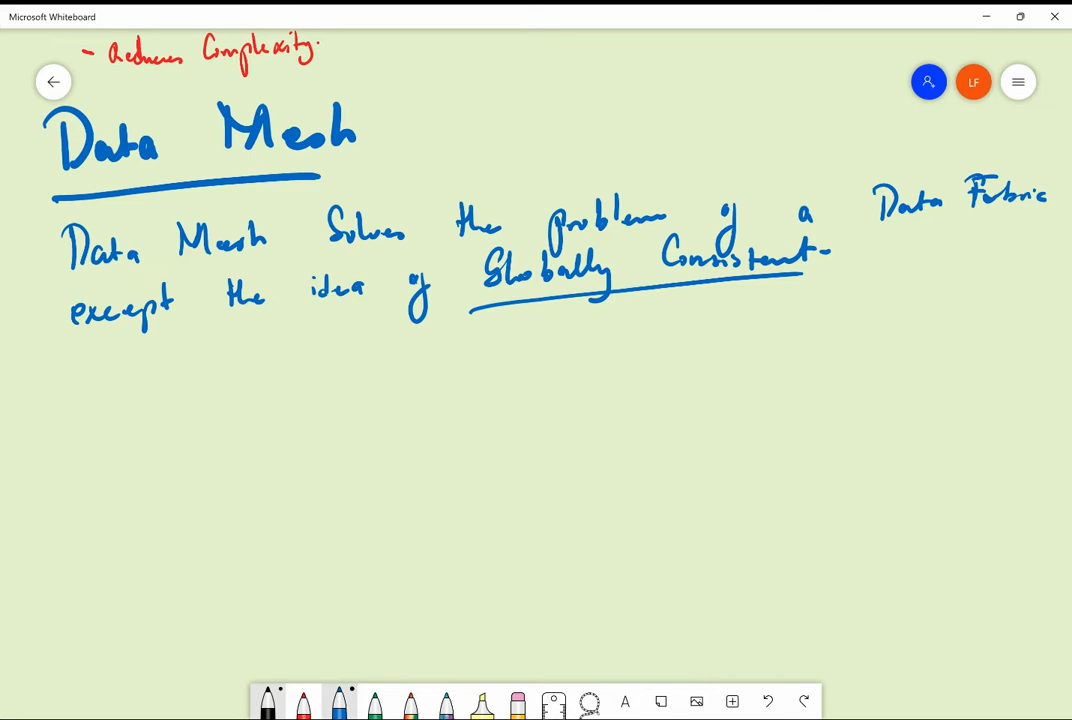 Microsoft Whiteboard
- Reduces Complexity.
LF
Data Mesh
Data Mesh Solves the problem of a Data Fabric
except the idea of Globally Consistent.
A